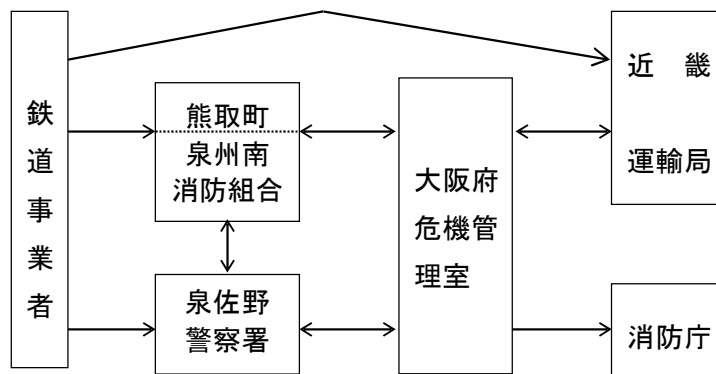 鉄道事業者
熊取町
泉州南
消防組合
泉佐野
警察署
大阪府
危機管
理室
近　畿
運輸局
消防庁